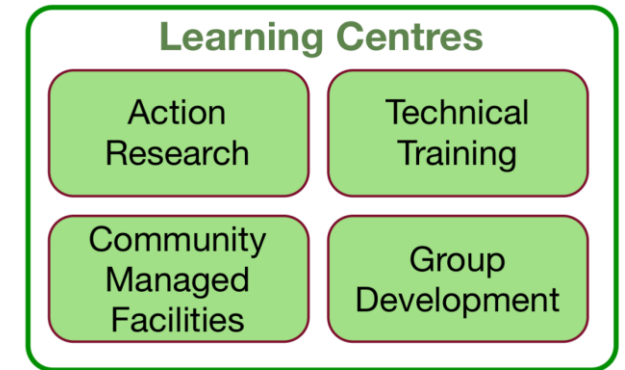 Learning Centres
Action
Research
Technical
Training
Community
Managed
Facilities
Group
Development